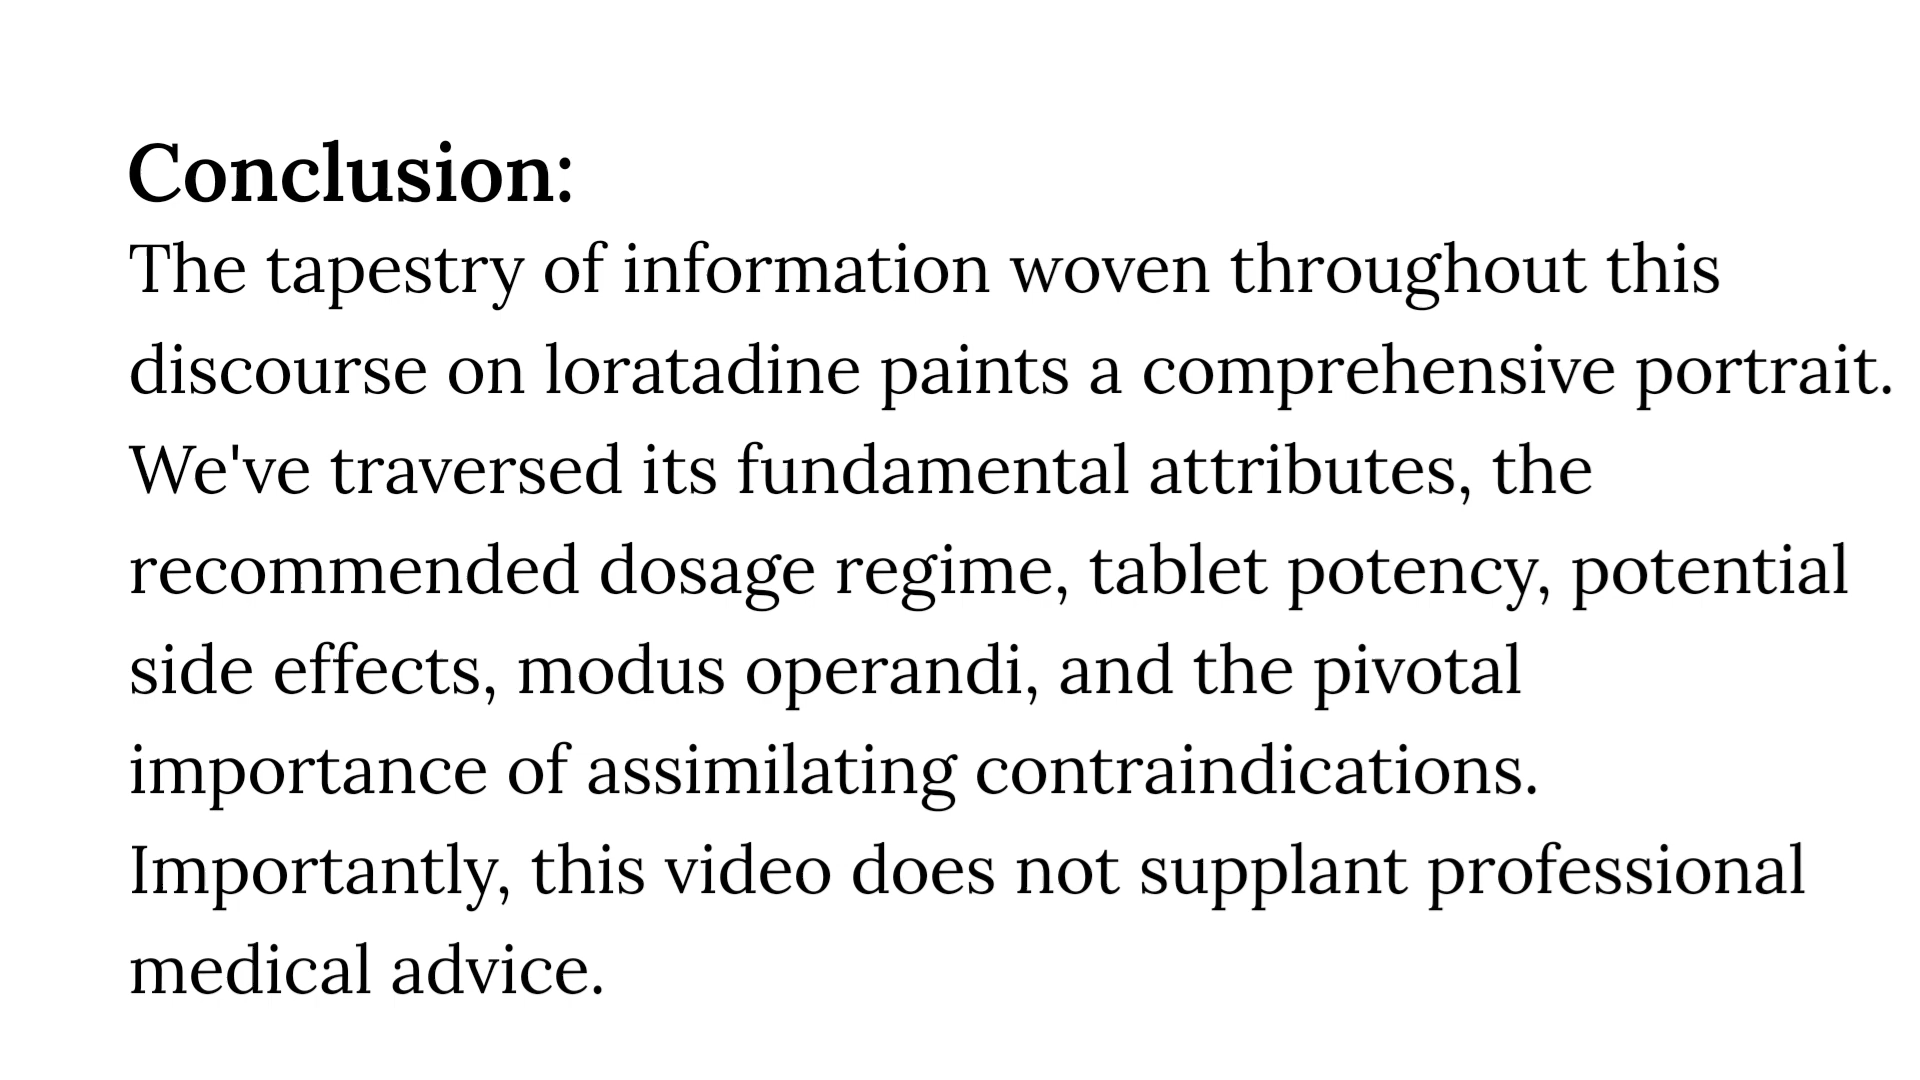 Conclusion:
The tapestry of information woven throughout this
discourse on loratadine paints a comprehensive portrait.
We've traversed its fundamental attributes, the
recommended dosage regime, tablet potency, potential
side effects, modus operandi, and the pivotal
importance of assimilating contraindications.
Importantly, this video does not supplant professional
medical advice.